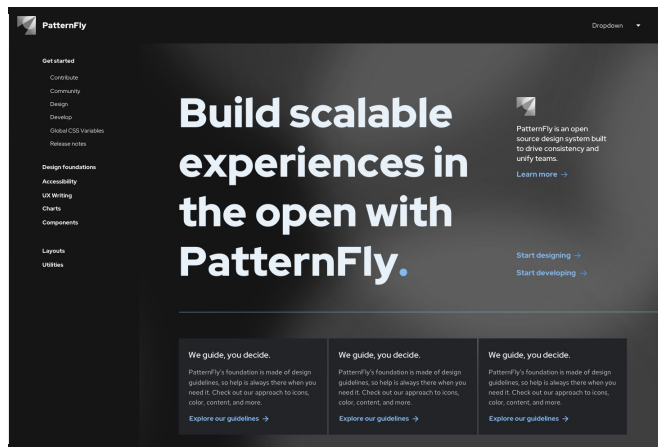 PatternFly
Dropdown
Get started
Contribute
Community
Design
Develop
Global CSS Variables
Release notes
Design foundations
Accessibility
UX Writing
Charts
Components
Layouts
Utilities
Build scalable
experiences in
the open with
PatternFly.
PatternFly is an open
source design system built
to drive consistency and
unify teams.
Learn more →
Start designing →
Start developing →
We guide, you decide.
PatternFly's foundation is made of design
guidelines, so help is always there when you
need it. Check out our approach to icons,
color, content, and more.
Explore our guidelines →
We guide, you decide.
PatternFly's foundation is made of design
guidelines, so help is always there when you
need it. Check out our approach to icons,
color, content, and more.
Explore our guidelines →
We guide, you decide.
PatternFly's foundation is made of design
guidelines, so help is always there when you
need it. Check out our approach to icons,
color, content, and more.
Explore our guidelines →